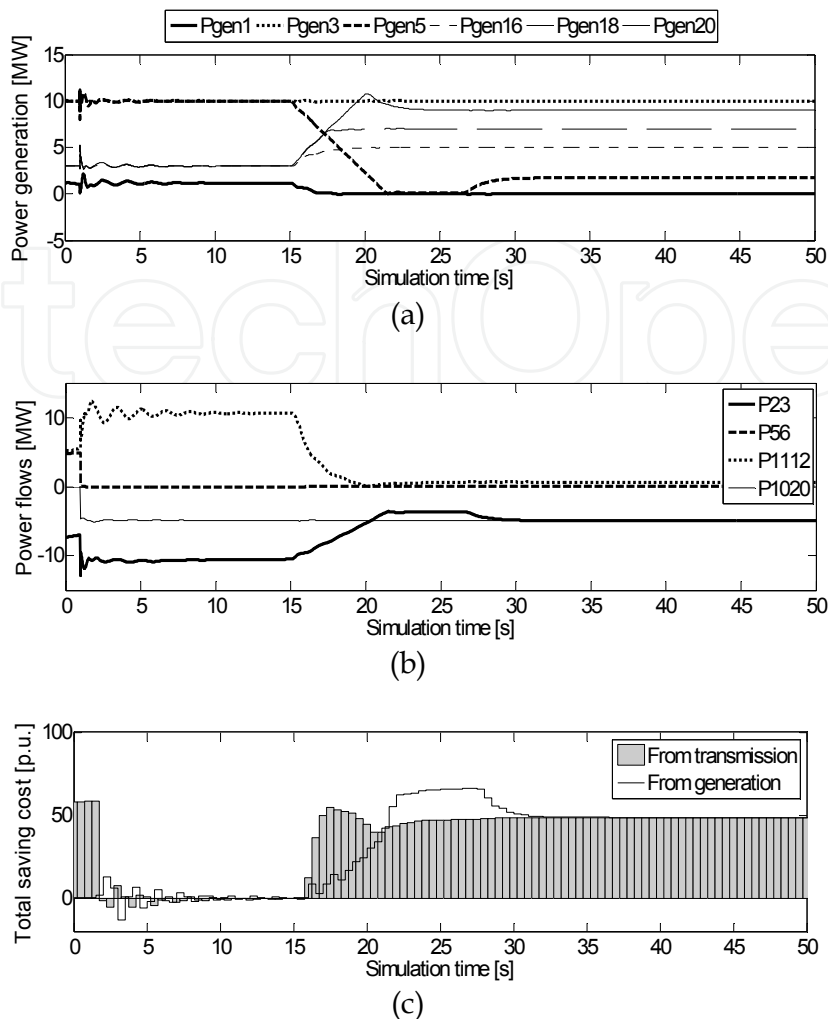 Pgen1 Pgen3 Pgen5 Pgen16 Pgen18 Pgen20
Power generation [MW]
15
10
5
0
-5
0 5 10 15 20 25 30 35 40 45 50
Simulation time [s]
(a)
techOpe
Power flows [MW]
10
0
-10
P23
P56
P1112
P1020
0 5 10 15 20 25 30 35 40 45 50
Simulation time [s]
(b)
Total saving cost [p.u.]
100
50
0
From transmission
From generation
0 5 10 15 20 25 30 35 40 45 50
Simulation time [s]
(c)